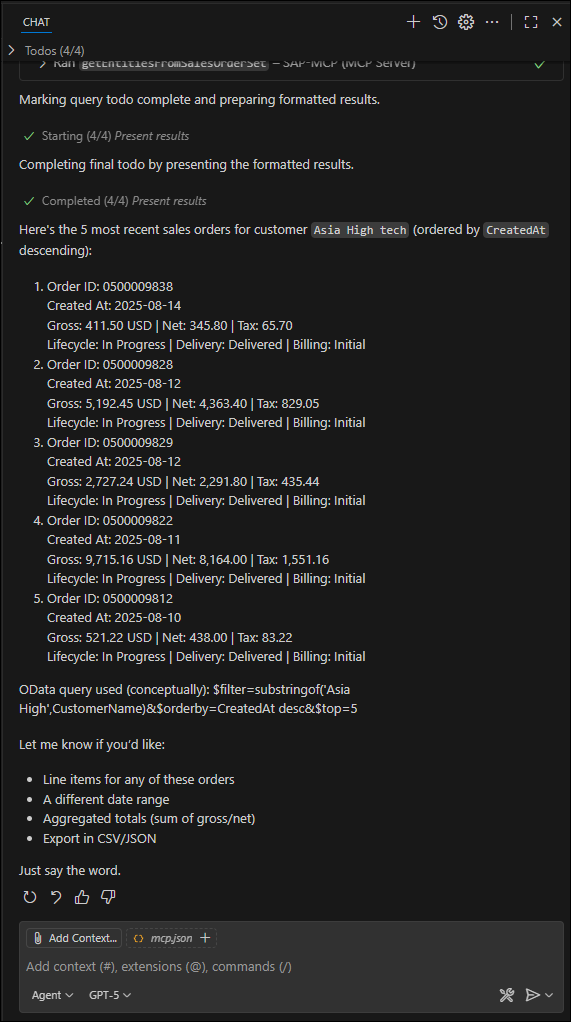 CHAT
Todos (4/4)
Ran getEntitiesFromSalesOrderSet – SAP-MCP (MCP Server)
Marking query todo complete and preparing formatted results.
Starting (4/4) Present results
Completing final todo by presenting the formatted results.
Completed (4/4) Present results
Here's the 5 most recent sales orders for customer Asia High tech (ordered by CreatedAt
descending):
1. Order ID: 0500009838
Created At: 2025-08-14
Gross: 411.50 USD | Net: 345.80 | Tax: 65.70
Lifecycle: In Progress | Delivery: Delivered | Billing: Initial
2. Order ID: 0500009828
Created At: 2025-08-12
Gross: 5,192.45 USD | Net: 4,363.40 | Tax: 829.05
Lifecycle: In Progress | Delivery: Delivered | Billing: Initial
3. Order ID: 0500009829
Created At: 2025-08-12
Gross: 2,727.24 USD | Net: 2,291.80 | Tax: 435.44
Lifecycle: In Progress | Delivery: Delivered | Billing: Initial
4. Order ID: 0500009822
Created At: 2025-08-11
Gross: 9,715.16 USD | Net: 8,164.00 | Tax: 1,551.16
Lifecycle: In Progress | Delivery: Delivered | Billing: Initial
5. Order ID: 0500009812
Created At: 2025-08-10
Gross: 521.22 USD | Net: 438.00 | Tax: 83.22
Lifecycle: In Progress | Delivery: Delivered | Billing: Initial
OData query used (conceptually): $filter=substringof('Asia
High',CustomerName)&$orderby=CreatedAt desc&$top=5
Let me know if you'd like:
• Line items for any of these orders
• A different date range
• Aggregated totals (sum of gross/net)
• Export in CSV/JSON
Just say the word.
Add Context... mcp.json
Add context (#), extensions (@), commands (/)
Agent GPT-5